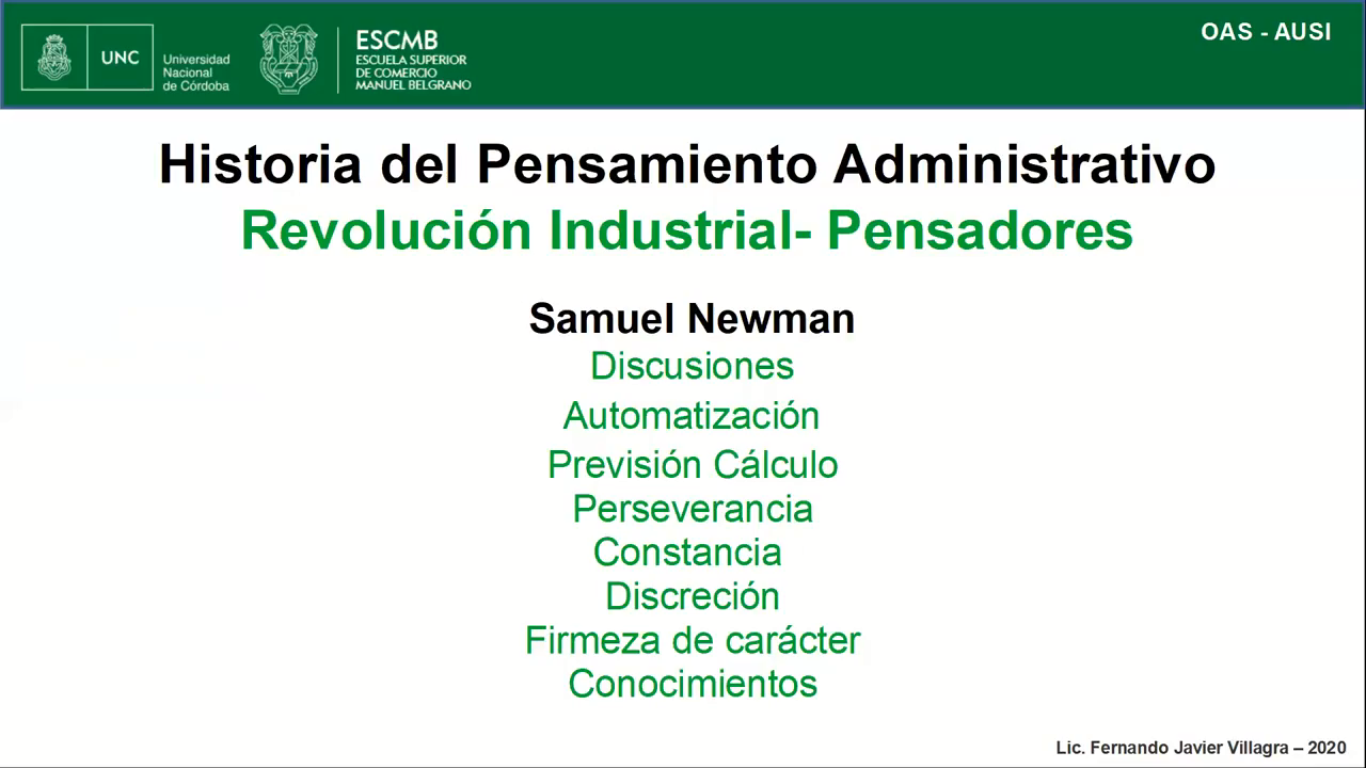 UNC
Universidad
Nacional
de Córdoba
ESCMB
ESCUELA SUPERIOR
DE COMERCIO
MANUEL BELGRANO
OAS - AUSI
Historia del Pensamiento Administrativo
Revolución Industrial- Pensadores
Samuel Newman
Discusiones
Automatización
Previsión Cálculo
Perseverancia
Constancia
Discreción
Firmeza de carácter
Conocimientos
Lic. Fernando Javier Villagra – 2020